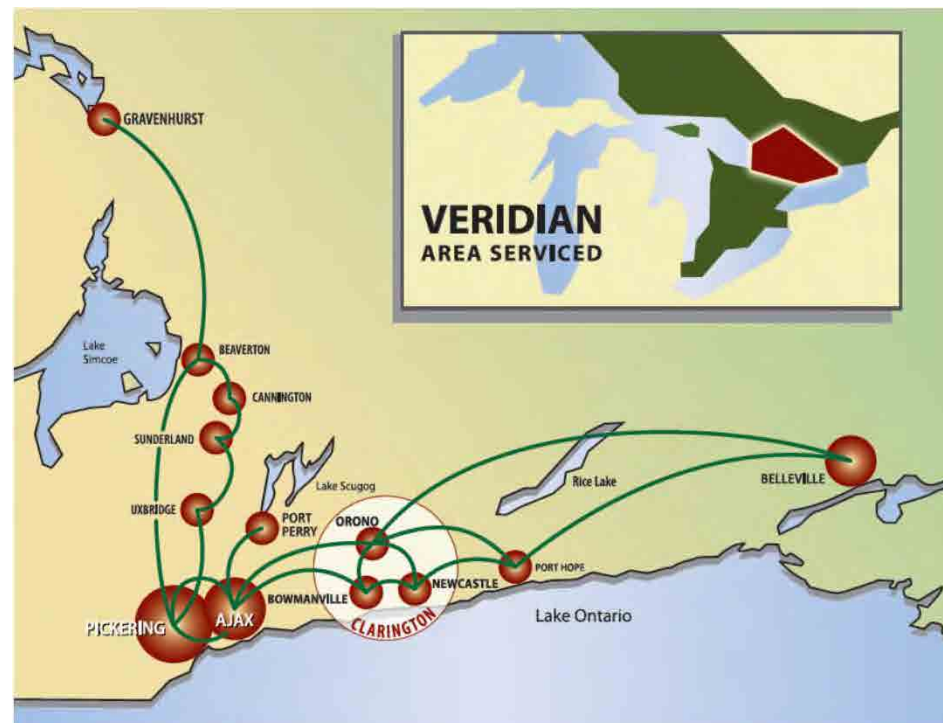 GRAVENHURST
VERIDIAN
AREA SERVICED
Lake
Simcoe
BEAVERTON
CANNINGTON
SUNDERLAND
Lake Scugog
Rice Lake
BELLEVILLE
UXBRIDGE
PORT
PERRY
ORONO
PORT HOPE
NEWCASTLE
BOWMANVILLE
CLARINGTON
PICKERING
AJAX
Lake Ontario